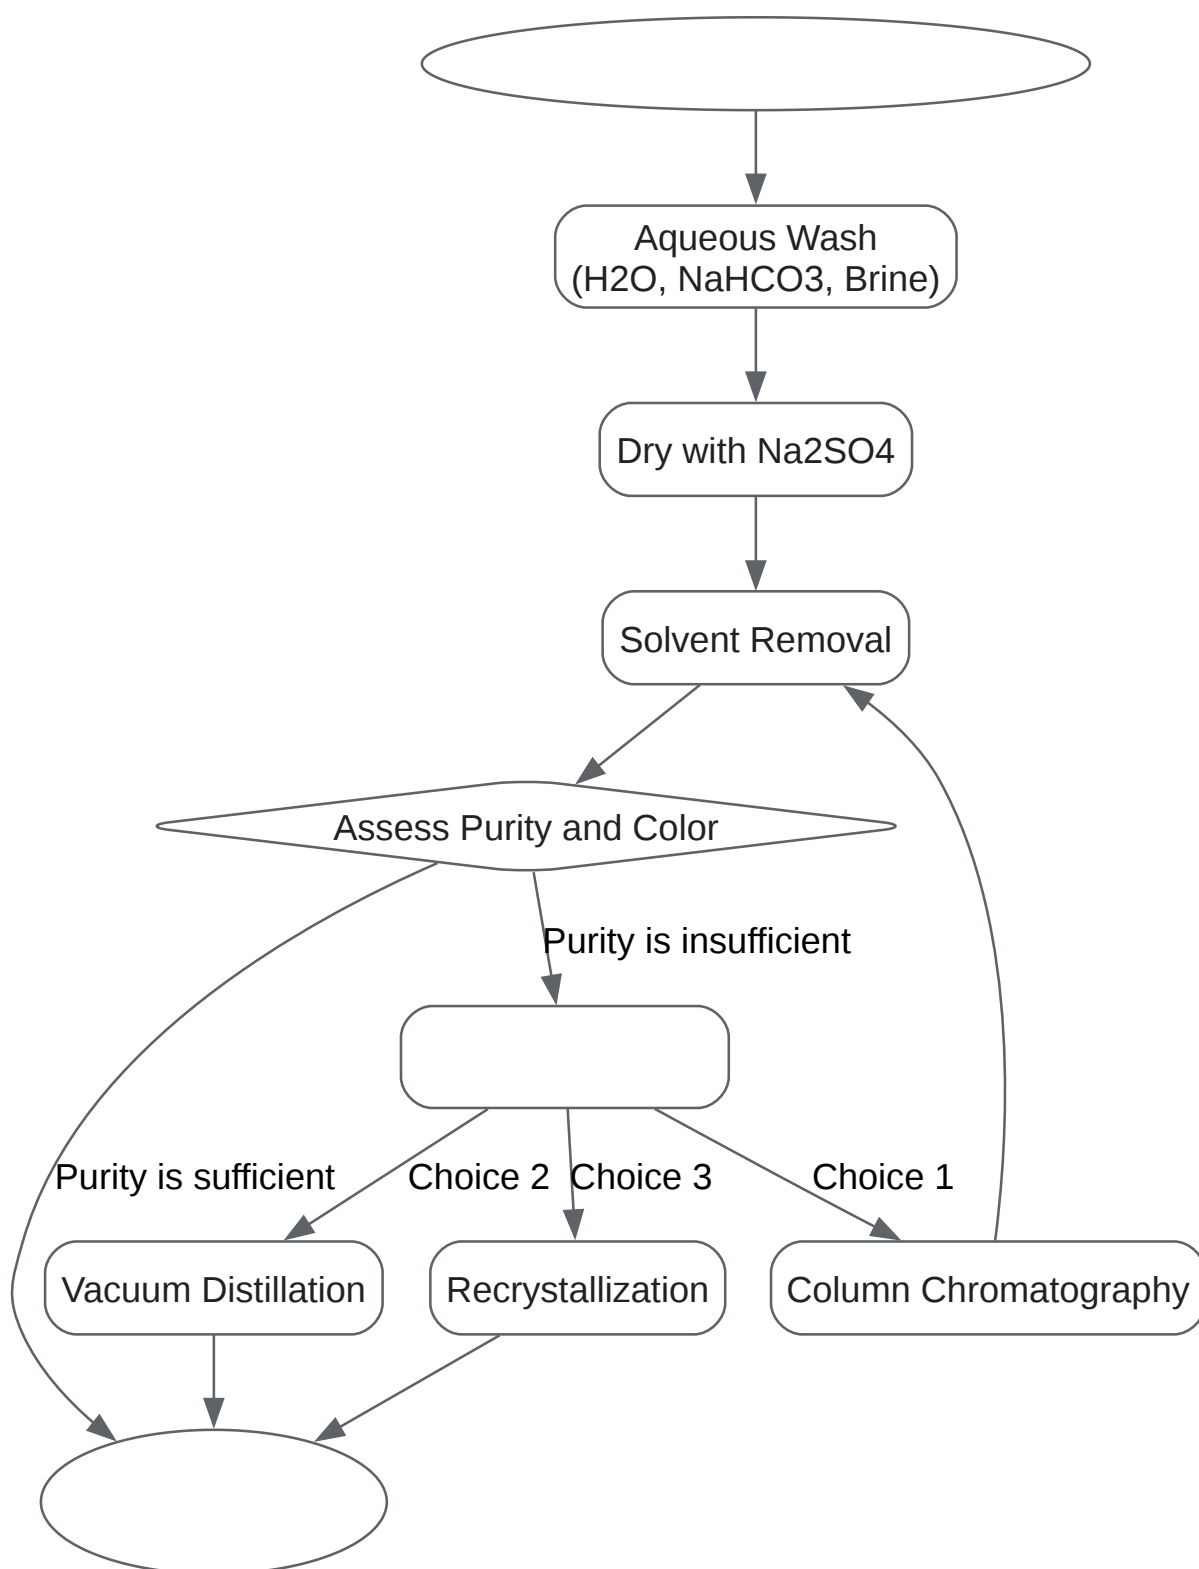 Aqueous Wash
(H2O, NaHCO3, Brine)
Dry with Na2SO4
Solvent Removal
Assess Purity and Color
Purity is insufficient
Purity is sufficient
Choice 2
Choice 3
Choice 1
Vacuum Distillation
Recrystallization
Column Chromatography